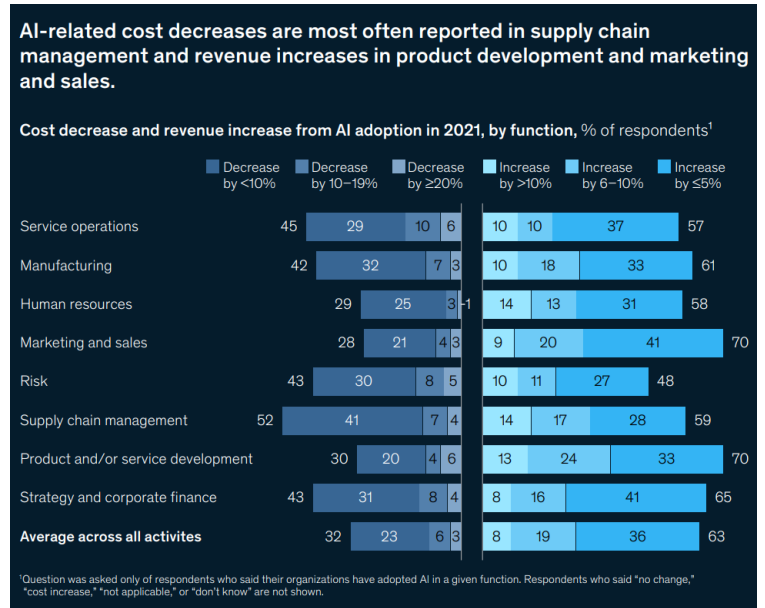 AI-related cost decreases are most often reported in supply chain
management and revenue increases in product development and marketing
and sales.
Cost decrease and revenue increase from AI adoption in 2021, by function, % of respondents¹
Decrease by <10%
Decrease by 10–19%
Decrease by ≥20%
Increase by >10%
Increase by 6–10%
Increase by ≤5%
Service operations 45 29 10 6 10 10 37 57
Manufacturing 42 32 7 3 10 18 33 61
Human resources 29 25 3 -1 14 13 31 58
Marketing and sales 28 21 4 3 9 20 41 70
Risk 43 30 8 5 10 11 27 48
Supply chain management 52 41 7 4 14 17 28 59
Product and/or service development 30 20 4 6 13 24 33 70
Strategy and corporate finance 43 31 8 4 8 16 41 65
Average across all activites 32 23 6 3 8 19 36 63
¹Question was asked only of respondents who said their organizations have adopted AI in a given function. Respondents who said “no change,”
“cost increase,” “not applicable,” or “don’t know” are not shown.